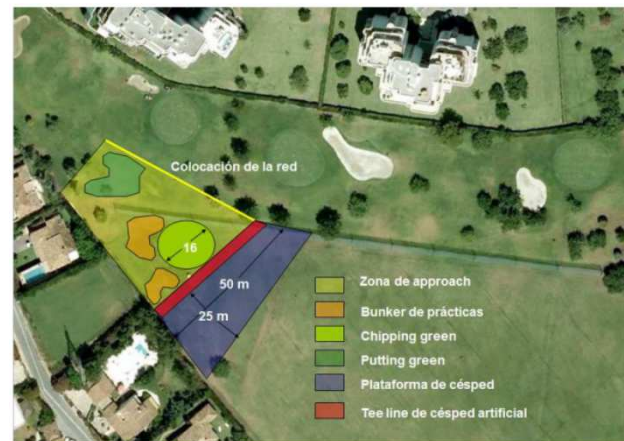 Colocación de la red
16
50 m
25 m
Zona de approach
Bunker de prácticas
Chipping green
Putting green
Plataforma de césped
Tee line de césped artificial